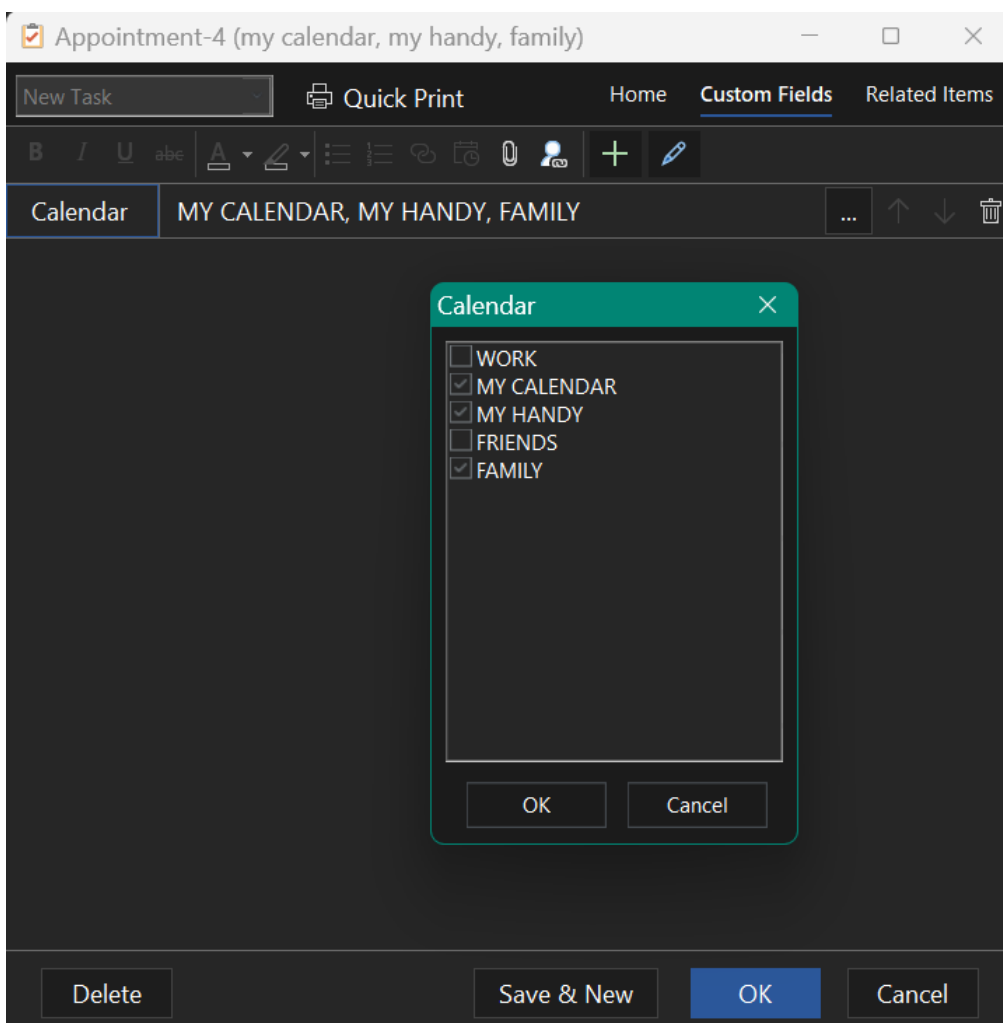 Appointment-4 (my calendar, my handy, family)
New Task Quick Print Home Custom Fields Related Items
B I U abc A
Calendar MY CALENDAR, MY HANDY, FAMILY ...
Calendar
WORK
MY CALENDAR
MY HANDY
FRIENDS
FAMILY
OK Cancel
Delete Save & New OK Cancel